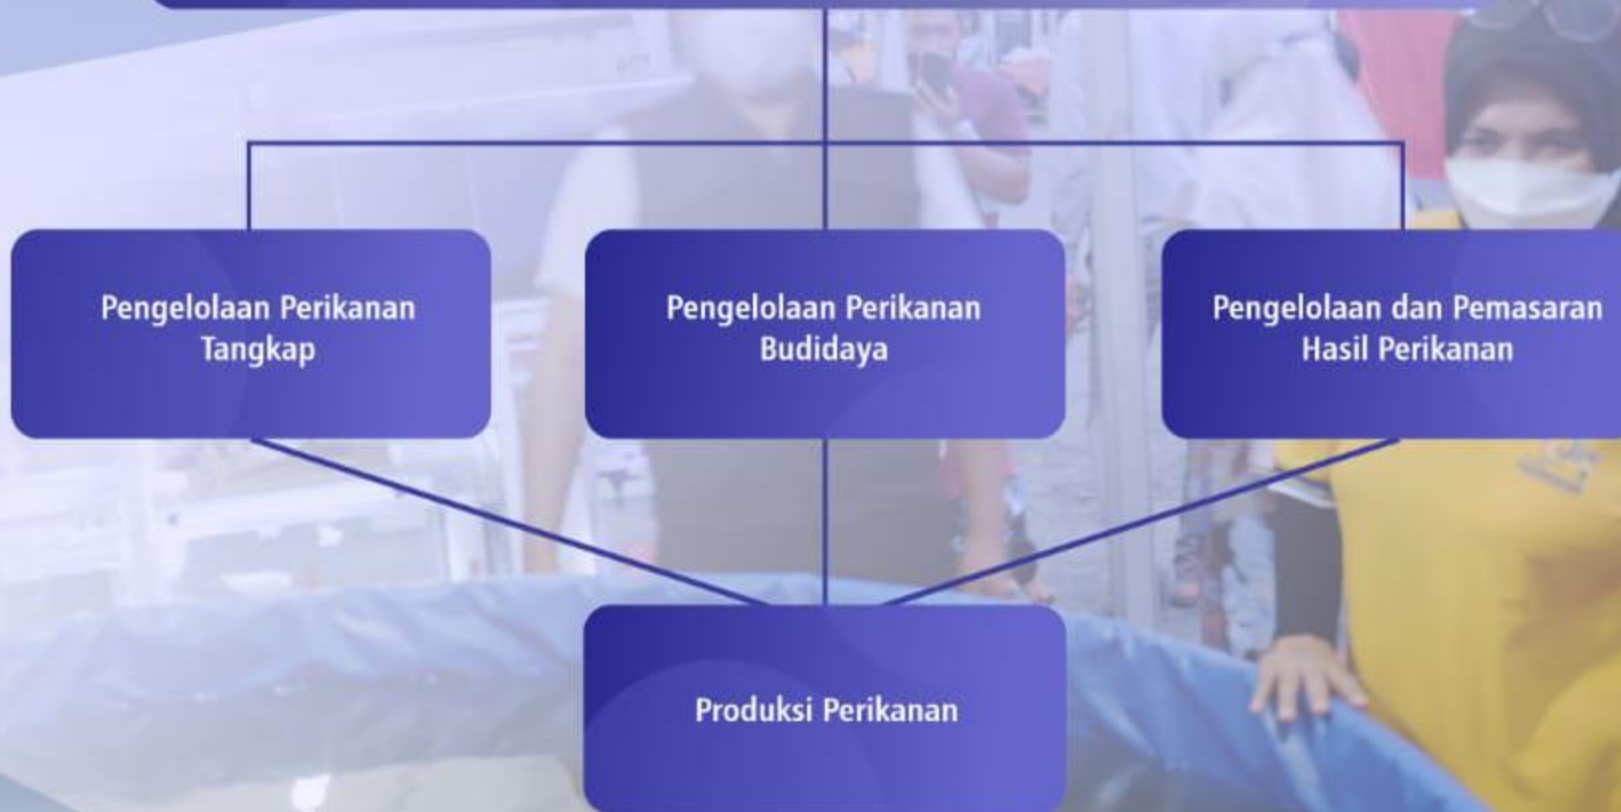 Pengelolaan Perikanan
Tangkap
Pengelolaan Perikanan
Budidaya
Pengelolaan dan Pemasaran
Hasil Perikanan
Produksi Perikanan